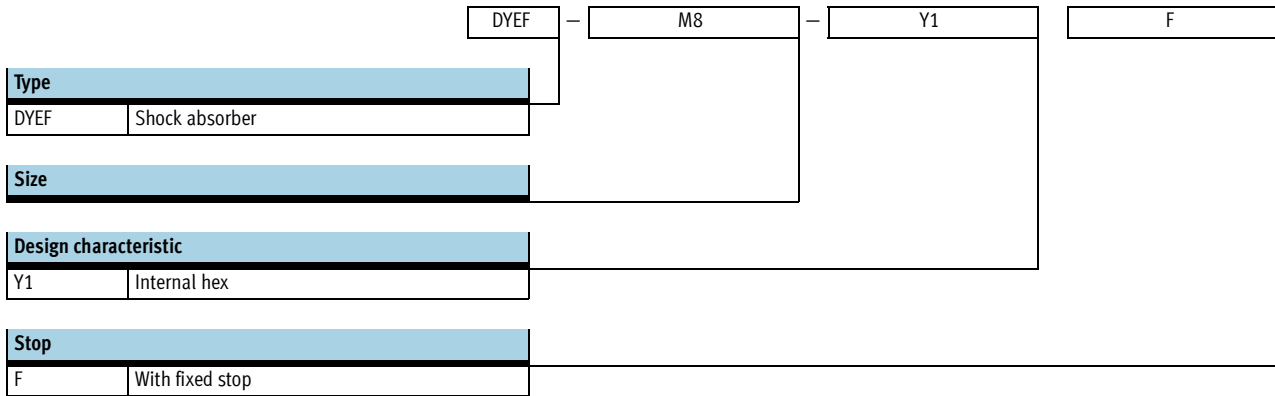 DYEF – M8 – Y1 F
Type
DYEF Shock absorber
Size
Design characteristic
Y1 Internal hex
Stop
F With fixed stop